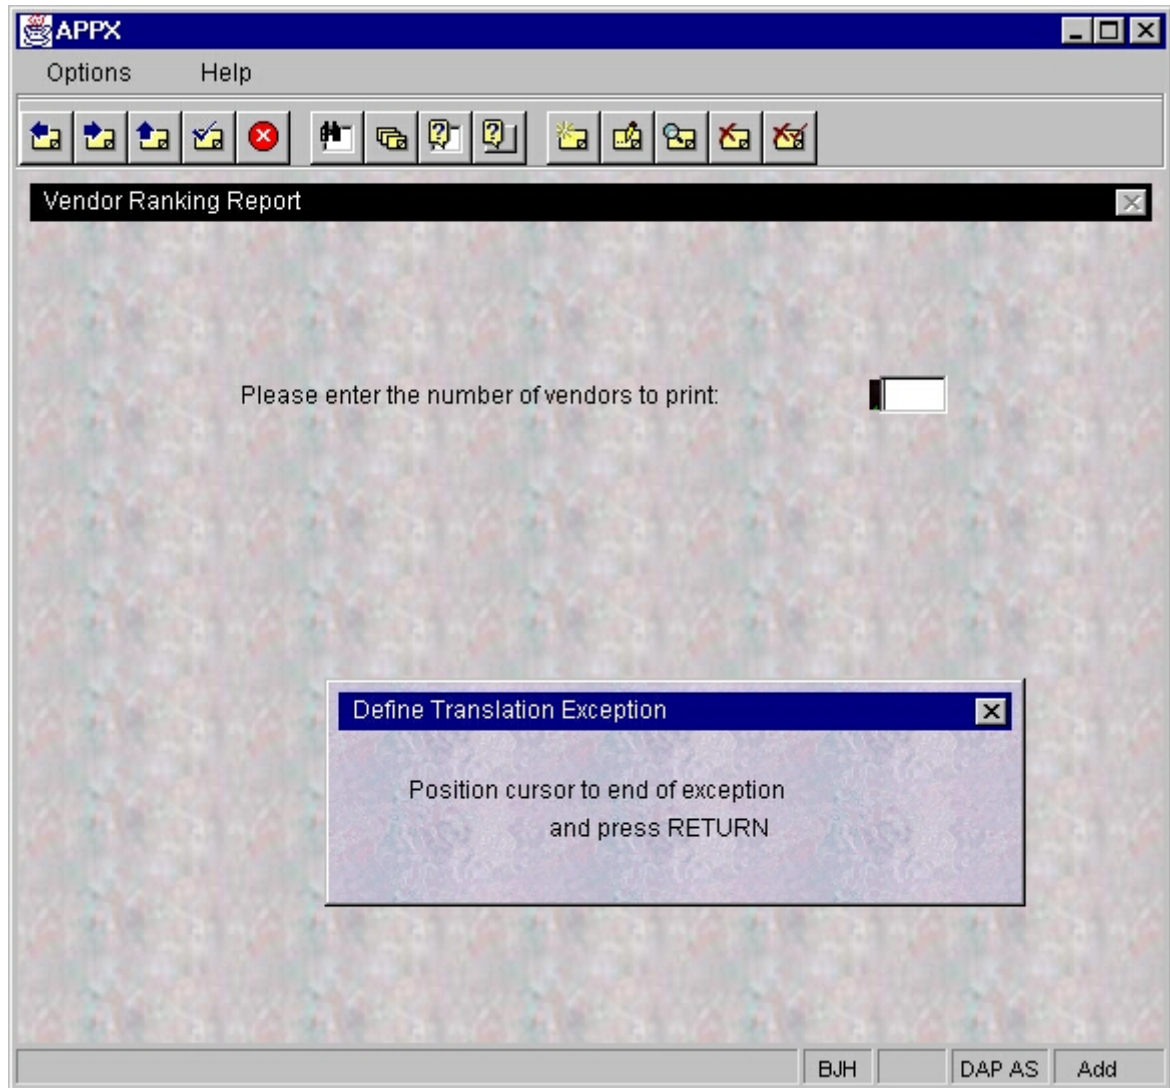 APPX
Options Help
Vendor Ranking Report
Please enter the number of vendors to print:
Define Translation Exception
Position cursor to end of exception
and press RETURN
BJH DAP AS Add